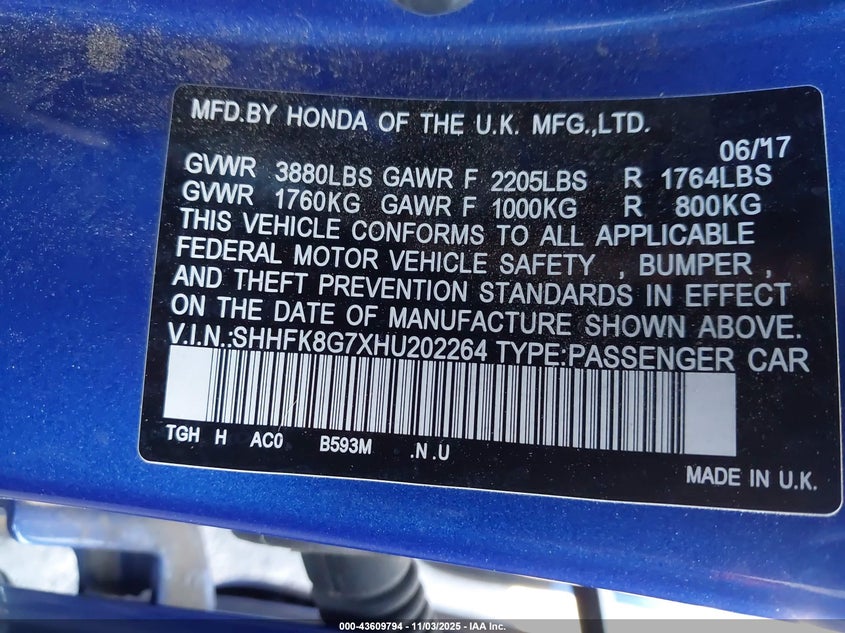 MFD.BY HONDA OF THE U.K. MFG.,LTD.
06/17
GVWR 3880LBS GAWR F 2205LBS R 1764LBS
GVWR 1760KG GAWR F 1000KG R 800KG
THIS VEHICLE CONFORMS TO ALL APPLICABLE
FEDERAL MOTOR VEHICLE SAFETY , BUMPER ,
AND THEFT PREVENTION STANDARDS IN EFFECT
ON THE DATE OF MANUFACTURE SHOWN ABOVE.
V.I.N.:SHHFK8G7XHU202264 TYPE:PASSENGER CAR
TGH H AC0 B593M .N .U
MADE IN U.K.
000-43609794 - 11/03/2025 - IAA Inc.